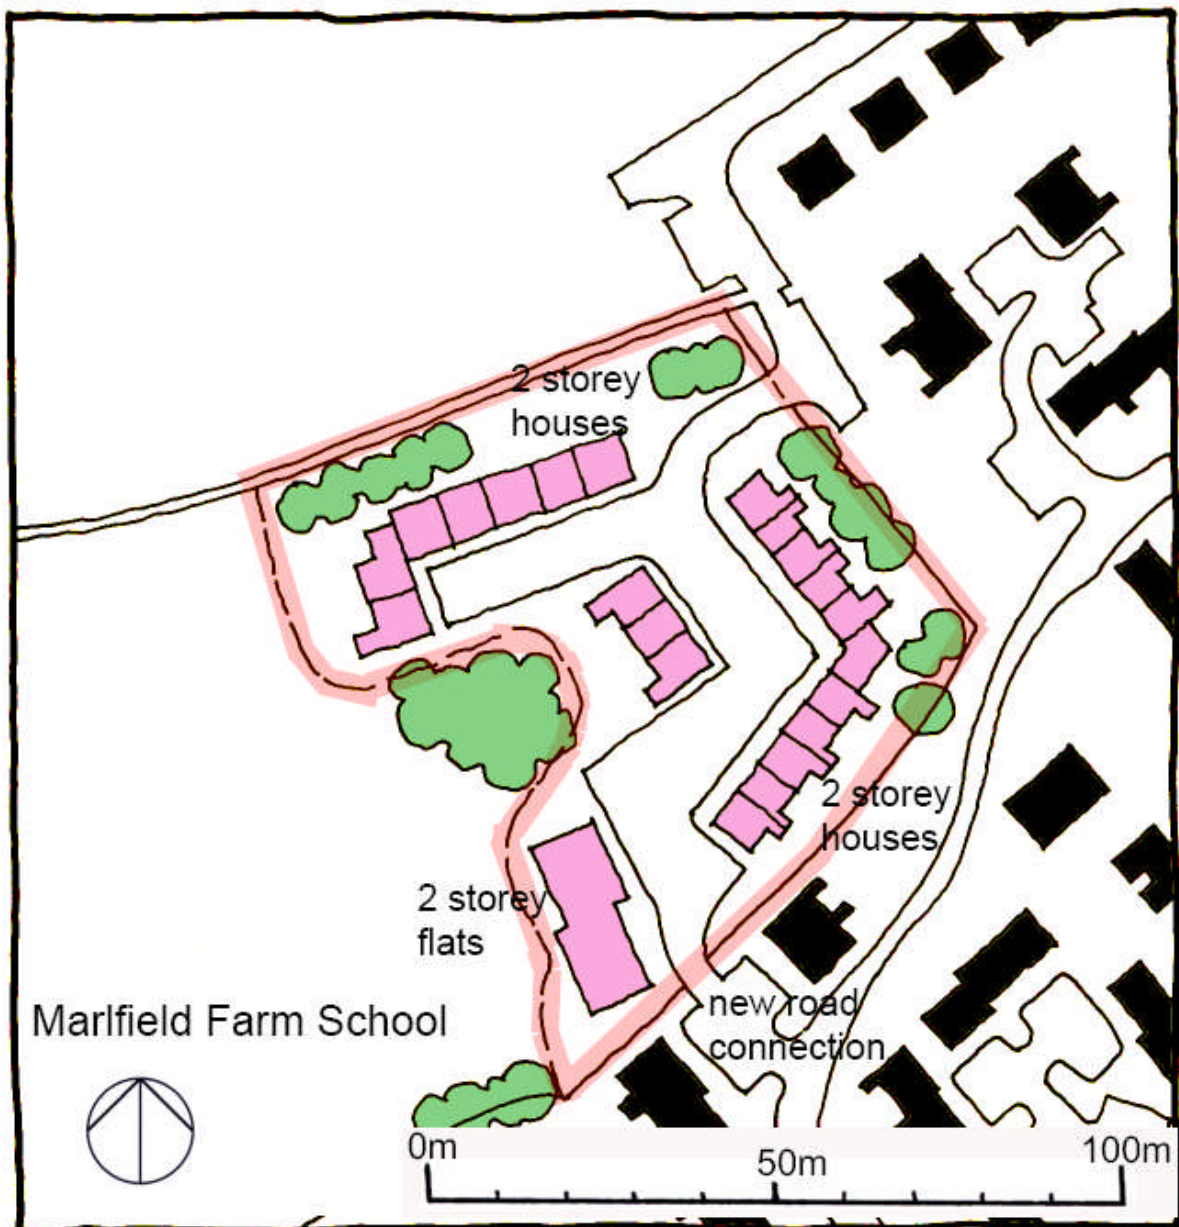 2 storey
houses
2 storey
houses
2 storey
flats
Marlfield Farm School
new road
connection
0m
50m
100m